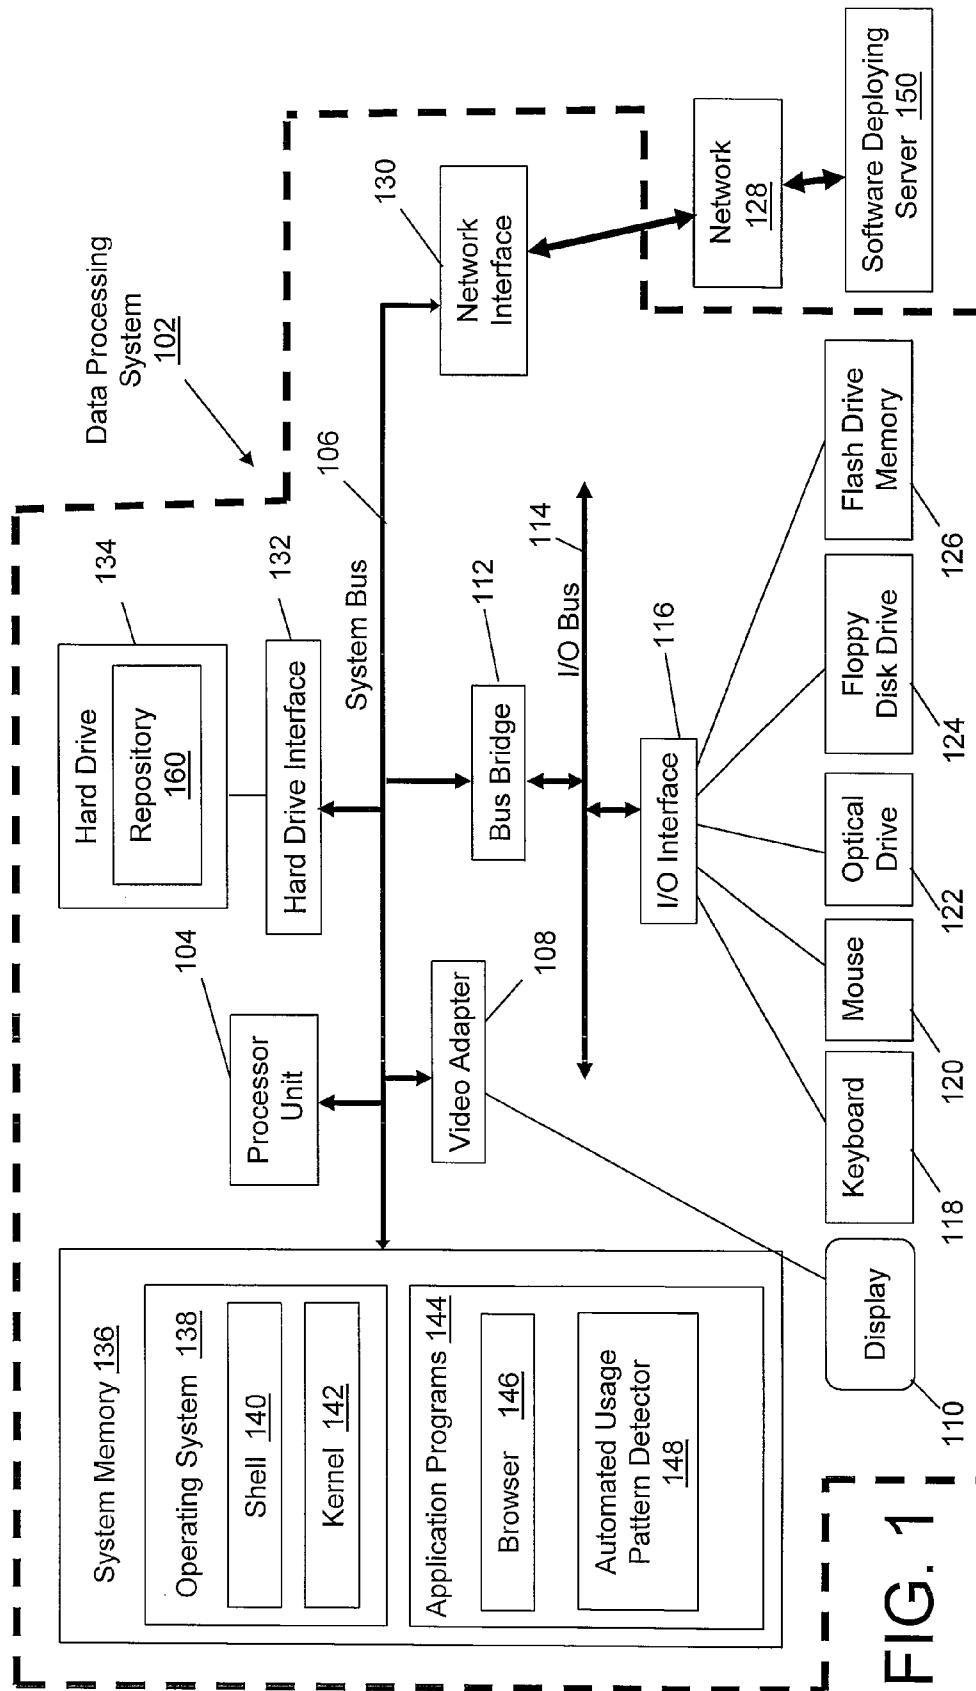 Data Processing
System
102
System Memory 136
Operating System 138
Shell 140
Kernel 142
Application Programs 144
Browser 146
Automated Usage
Pattern Detector
148
104
Processor
Unit
134
Hard Drive
Repository
160
132
Hard Drive Interface
System Bus
106
130
Network
Interface
Video Adapter
108
112
Bus Bridge
I/O Bus
114
116
I/O Interface
Network
128
Software Deploying
Server 150
Display
110
Keyboard
118
Mouse
120
Optical
Drive
122
Floppy
Disk Drive
124
Flash Drive
Memory
126
FIG. 1